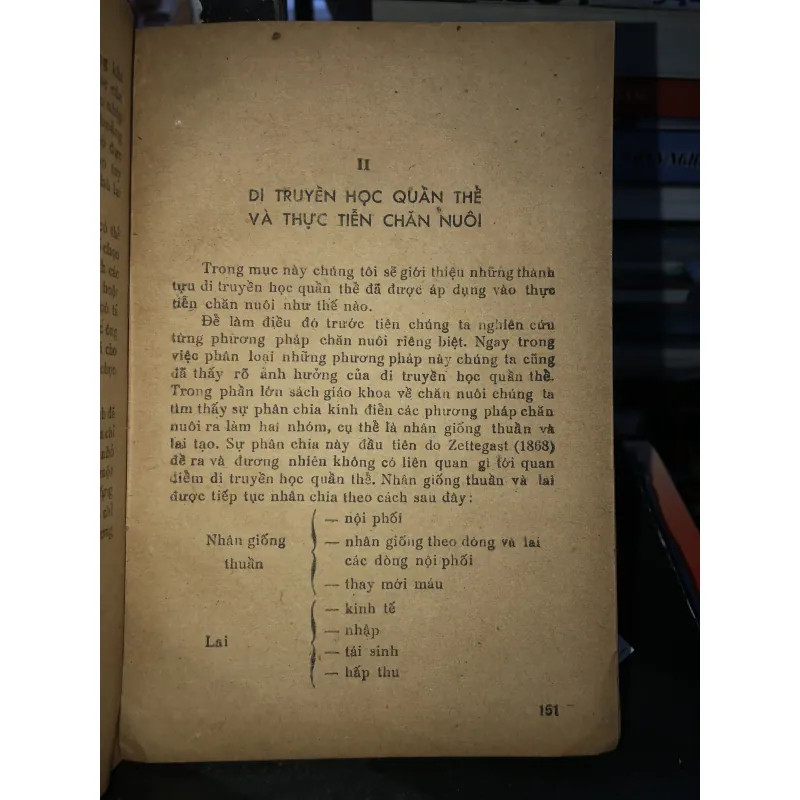 II
DI TRUYỀN HỌC QUẦN THỂ
VÀ THỰC TIỄN CHĂN NUÔI
Trong mục này chúng tôi sẽ giới thiệu những thành
tựu di truyền học quần thể đã được áp dụng vào thực
tiễn chăn nuôi như thế nào.
Để làm điều đó trước tiên chúng ta nghiên cứu
từng phương pháp chăn nuôi riêng biệt. Ngay trong
việc phân loại những phương pháp này chúng ta cũng
đã thấy rõ ảnh hưởng của di truyền học quần thể.
Trong phần lớn sách giáo khoa về chăn nuôi chúng ta
tìm thấy sự phân chia kinh điển các phương pháp chăn
nuôi ra làm hai nhóm, cụ thể là nhân giống thuần và
lai tạo. Sự phân chia này đầu tiên do Zettegast (1868)
đề ra và đương nhiên không có liên quan gì tới quan
điểm di truyền học quần thể. Nhân giống thuần và lai
được tiếp tục nhân chia theo cách sau đây:
Nhân giống thuần
— nội phối
— nhân giống theo dòng và lai
các dòng nội phối
— thay mới máu
Lai
— kinh tế
— nhập
— tái sinh
— hấp thu
151